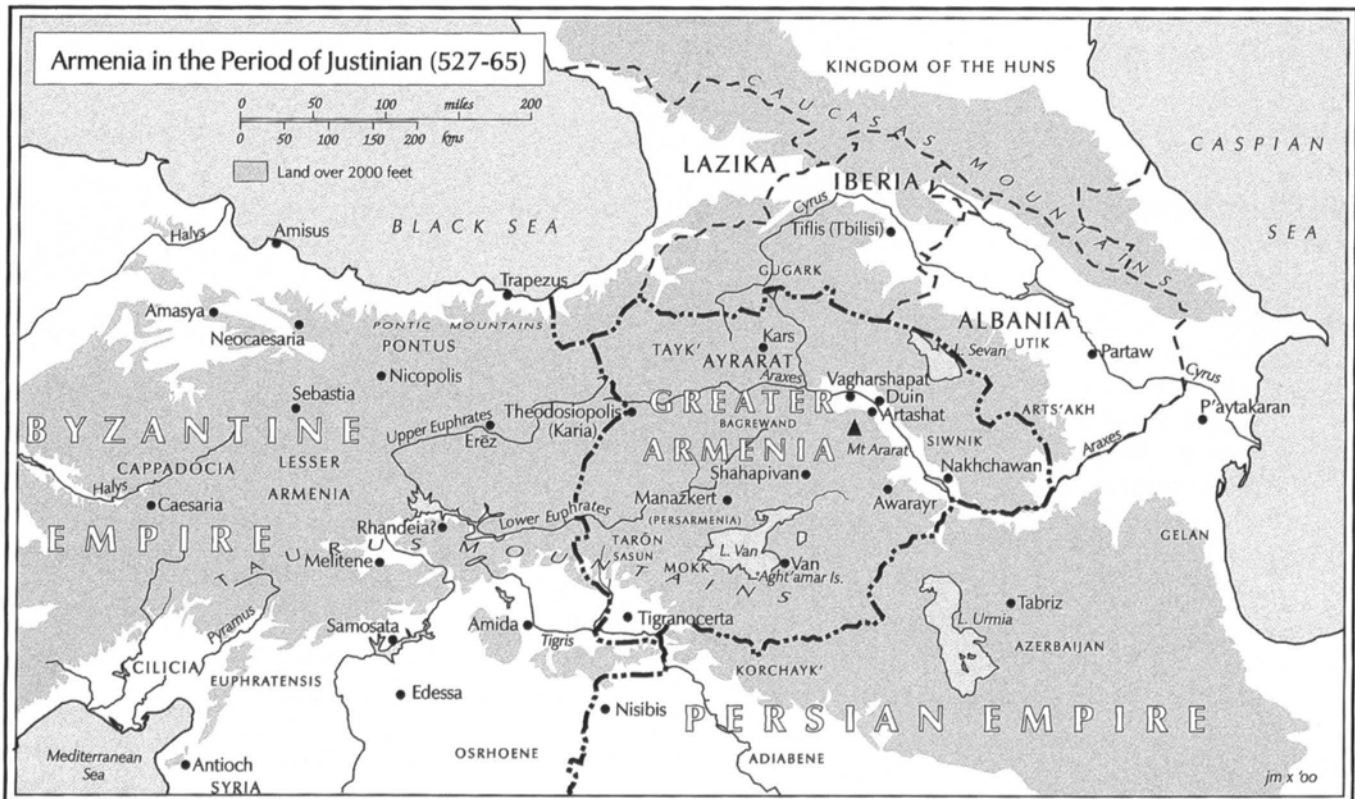 Armenia in the Period of Justinian (527-65)
0 50 100 miles 200
0 50 100 150 200 kms
Land over 2000 feet
KINGDOM OF THE HUNS
CAUCASAS MOUNTAINS
CASPIAN
SEA
LAZIKA
IBERIA
Cyrus
Tiflis (Tbilisi)
BLACK SEA
Halys
Amisus
Trapezus
GUGARK
Amasya
Neocaesaria
PONTIC MOUNTAINS
PONTUS
TAYK'
Kars
AYRARAT
ALBANIA
UTIK
L. Sevan
Partaw
Nicopolis
Araxes
Vagharshapat
Cyrus
Sebastia
Theodosiopolis
(Karia)
GREATER
Duin
Artashat
ARTS'AKH
P'aytakaran
BYZANTINE
Upper Euphrates
Erēz
BAGREWAND
Mt Ararat
SIWNIK
Araxes
CAPPADOCIA
LESSER
ARMENIA
Halys
ARMENIA
Shahapivan
Nakhchawan
Caesaria
Manažkert
Awarayr
(PERSARMENIA)
EMPIRE
Rhandeia?
Lower Euphrates
GELAN
TAURUS MOUNTAINS
Melitene
TARŌN
SASUN
MOKK
L. Van
Van
Aght'amar Is.
Tabriz
Pyramus
Samosata
Amida
Tigris
Tigranocerta
L. Urmia
AZERBAIJAN
CILICIA
EUPHRATENSIS
KORCHAYK'
Edessa
Nisibis
PERSIAN EMPIRE
Mediterranean
Sea
OSRHOENE
ADIABENE
Antioch
SYRIA
jm x '00